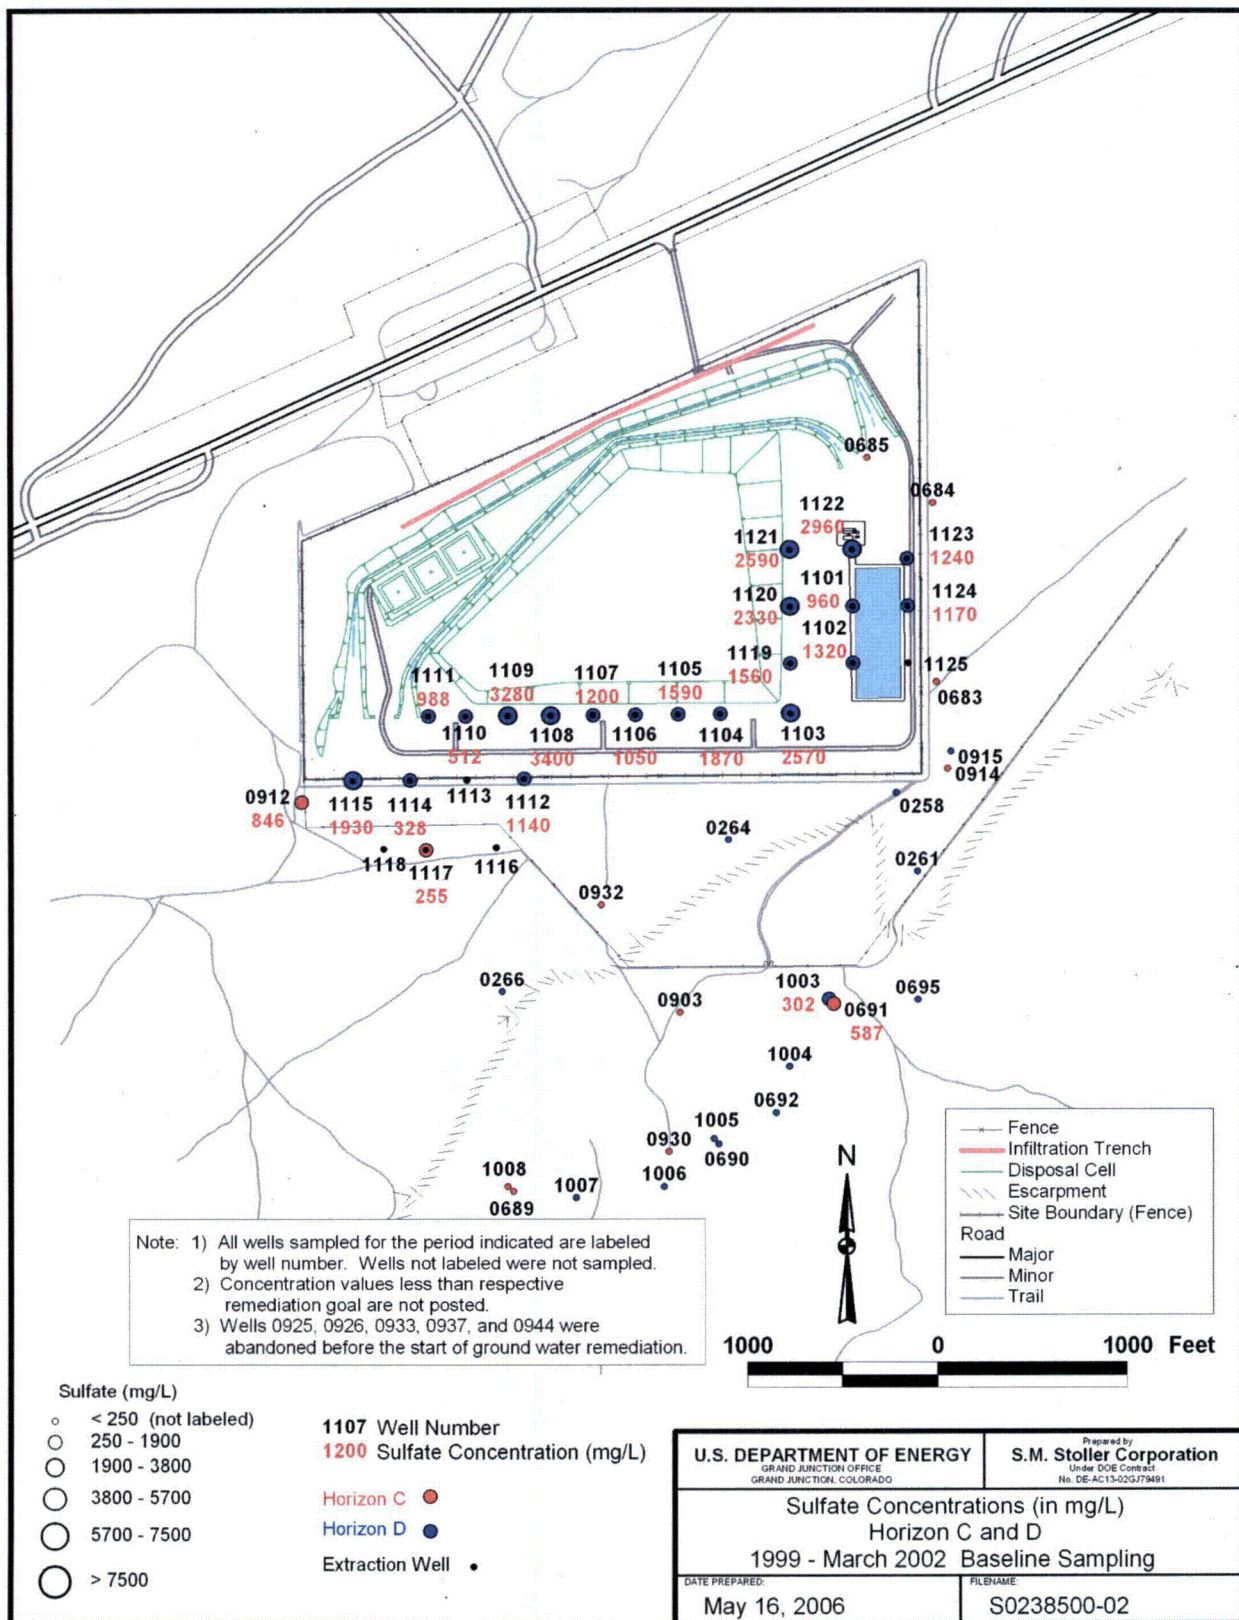 0685
0684
1122
2960
1121
2590
1123
1240
1120
2330
1101
960
1124
1170
1102
1320
1119
1560
1125
0683
1111
988
1109
3280
1107
1200
1105
1590
1110
512
1108
3400
1106
1050
1104
1870
1103
2570
0915
0914
0912
846
1115
1930
1114
328
1113
1112
1140
0258
0264
1118
1117
255
1116
0261
0932
0266
0903
1003
302
0691
587
0695
1004
0692
1005
0690
0930
1006
1008
0689
1007
N
Fence
Infiltration Trench
Disposal Cell
Escarpment
Site Boundary (Fence)
Road
Major
Minor
Trail
Note: 1) All wells sampled for the period indicated are labeled
by well number. Wells not labeled were not sampled.
2) Concentration values less than respective
remediation goal are not posted.
3) Wells 0925, 0926, 0933, 0937, and 0944 were
abandoned before the start of ground water remediation.
1000 0 1000 Feet
Sulfate (mg/L)
< 250 (not labeled)
250 - 1900
1900 - 3800
3800 - 5700
5700 - 7500
> 7500
1107 Well Number
1200 Sulfate Concentration (mg/L)
Horizon C
Horizon D
Extraction Well
U.S. DEPARTMENT OF ENERGY
GRAND JUNCTION OFFICE
GRAND JUNCTION, COLORADO
Prepared by
S.M. Stoller Corporation
Under DOE Contract
No. DE-AC13-02GJ79491
Sulfate Concentrations (in mg/L)
Horizon C and D
1999 - March 2002 Baseline Sampling
DATE PREPARED:
May 16, 2006
FILENAME:
S0238500-02